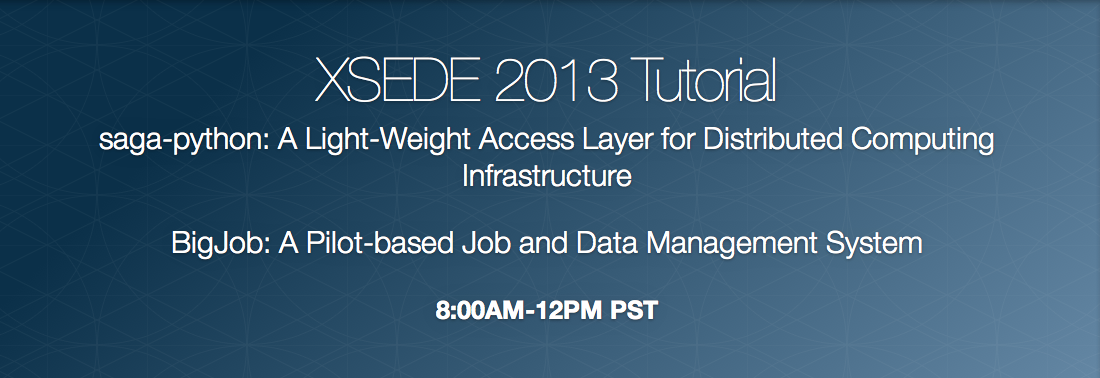 XSEDE 2013 Tutorial
saga-python: A Light-Weight Access Layer for Distributed Computing
Infrastructure
BigJob: A Pilot-based Job and Data Management System
8:00AM-12PM PST